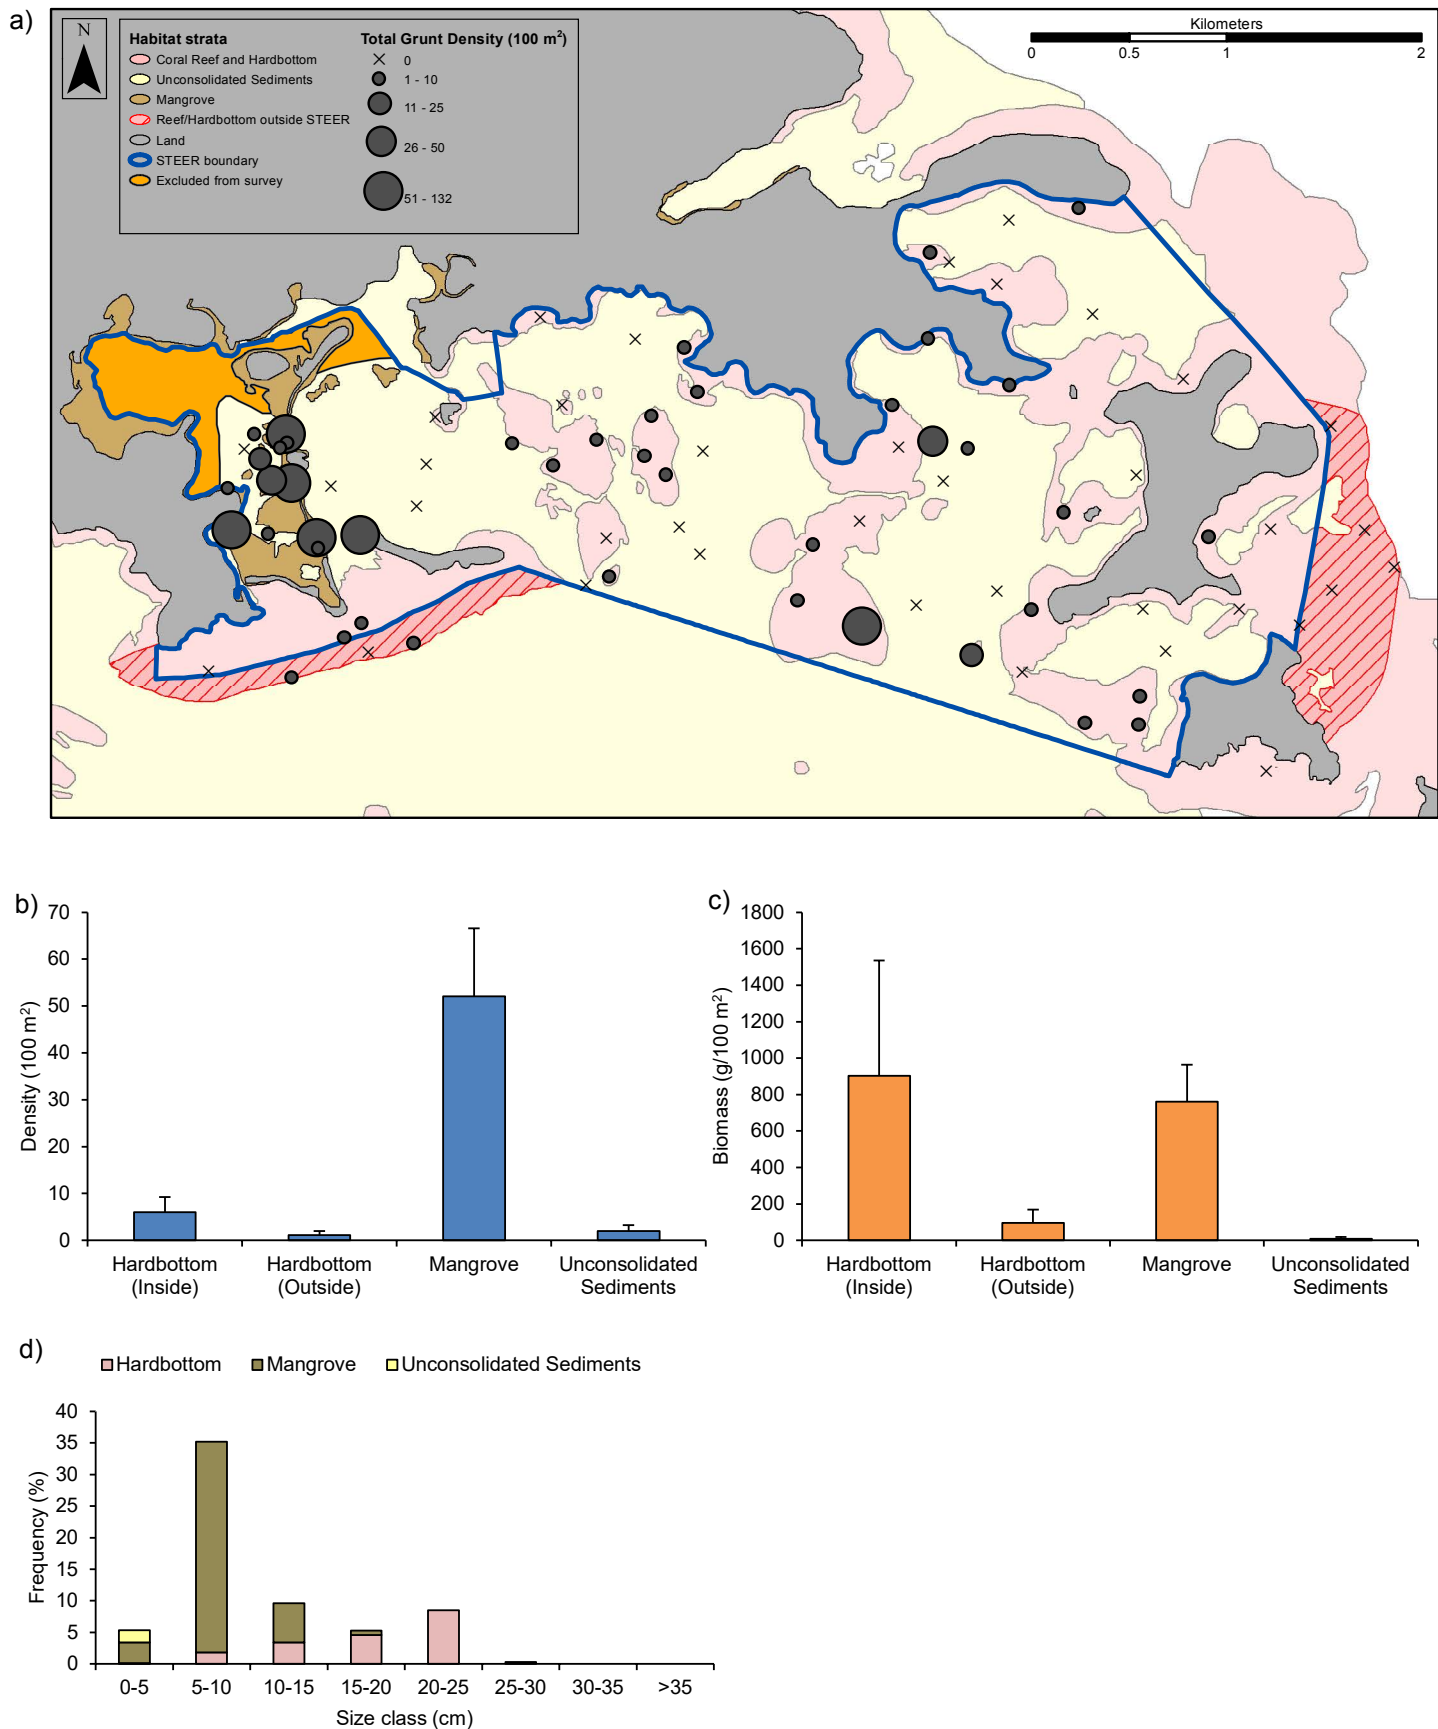 a)
N
Habitat strata
Coral Reef and Hardbottom
Unconsolidated Sediments
Mangrove
Reef/Hardbottom outside STEER
Land
STEER boundary
Excluded from survey
Total Grunt Density (100 m²)
0
1 - 10
11 - 25
26 - 50
51 - 132
Kilometers
0 0.5 1 2
b)
70
60
50
40
30
20
10
0
Density (100 m²)
Hardbottom (Inside)
Hardbottom (Outside)
Mangrove
Unconsolidated Sediments
c)
1800
1600
1400
1200
1000
800
600
400
200
0
Biomass (g/100 m²)
Hardbottom (Inside)
Hardbottom (Outside)
Mangrove
Unconsolidated Sediments
d)
Hardbottom Mangrove Unconsolidated Sediments
40
35
30
25
20
15
10
5
0
Frequency (%)
0-5 5-10 10-15 15-20 20-25 25-30 30-35 >35
Size class (cm)